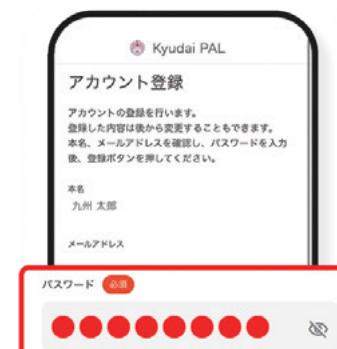 Kyudai PAL
アカウント登録
アカウントの登録を行います。
登録した内容は後から変更することもできます。
本名、メールアドレスを確認し、パスワードを入力
後、登録ボタンを押してください。
本名
九州 太郎
メールアドレス
パスワード 必須